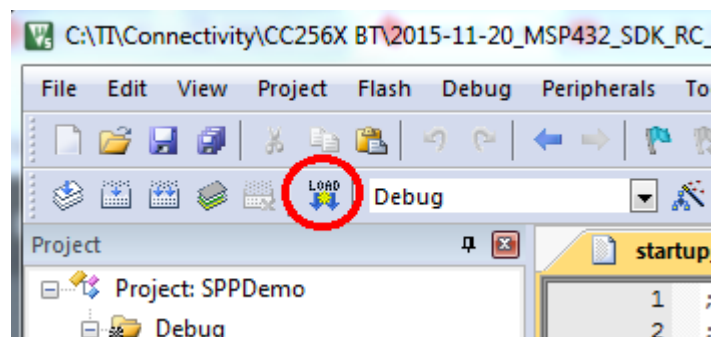 C:\TI\Connectivity\CC256X BT\2015-11-20_MSP432_SDK_RC_
File Edit View Project Flash Debug Peripherals To
LOAD Debug
Project startup
Project: SPPDemo
1 ;
Debug
2 ;